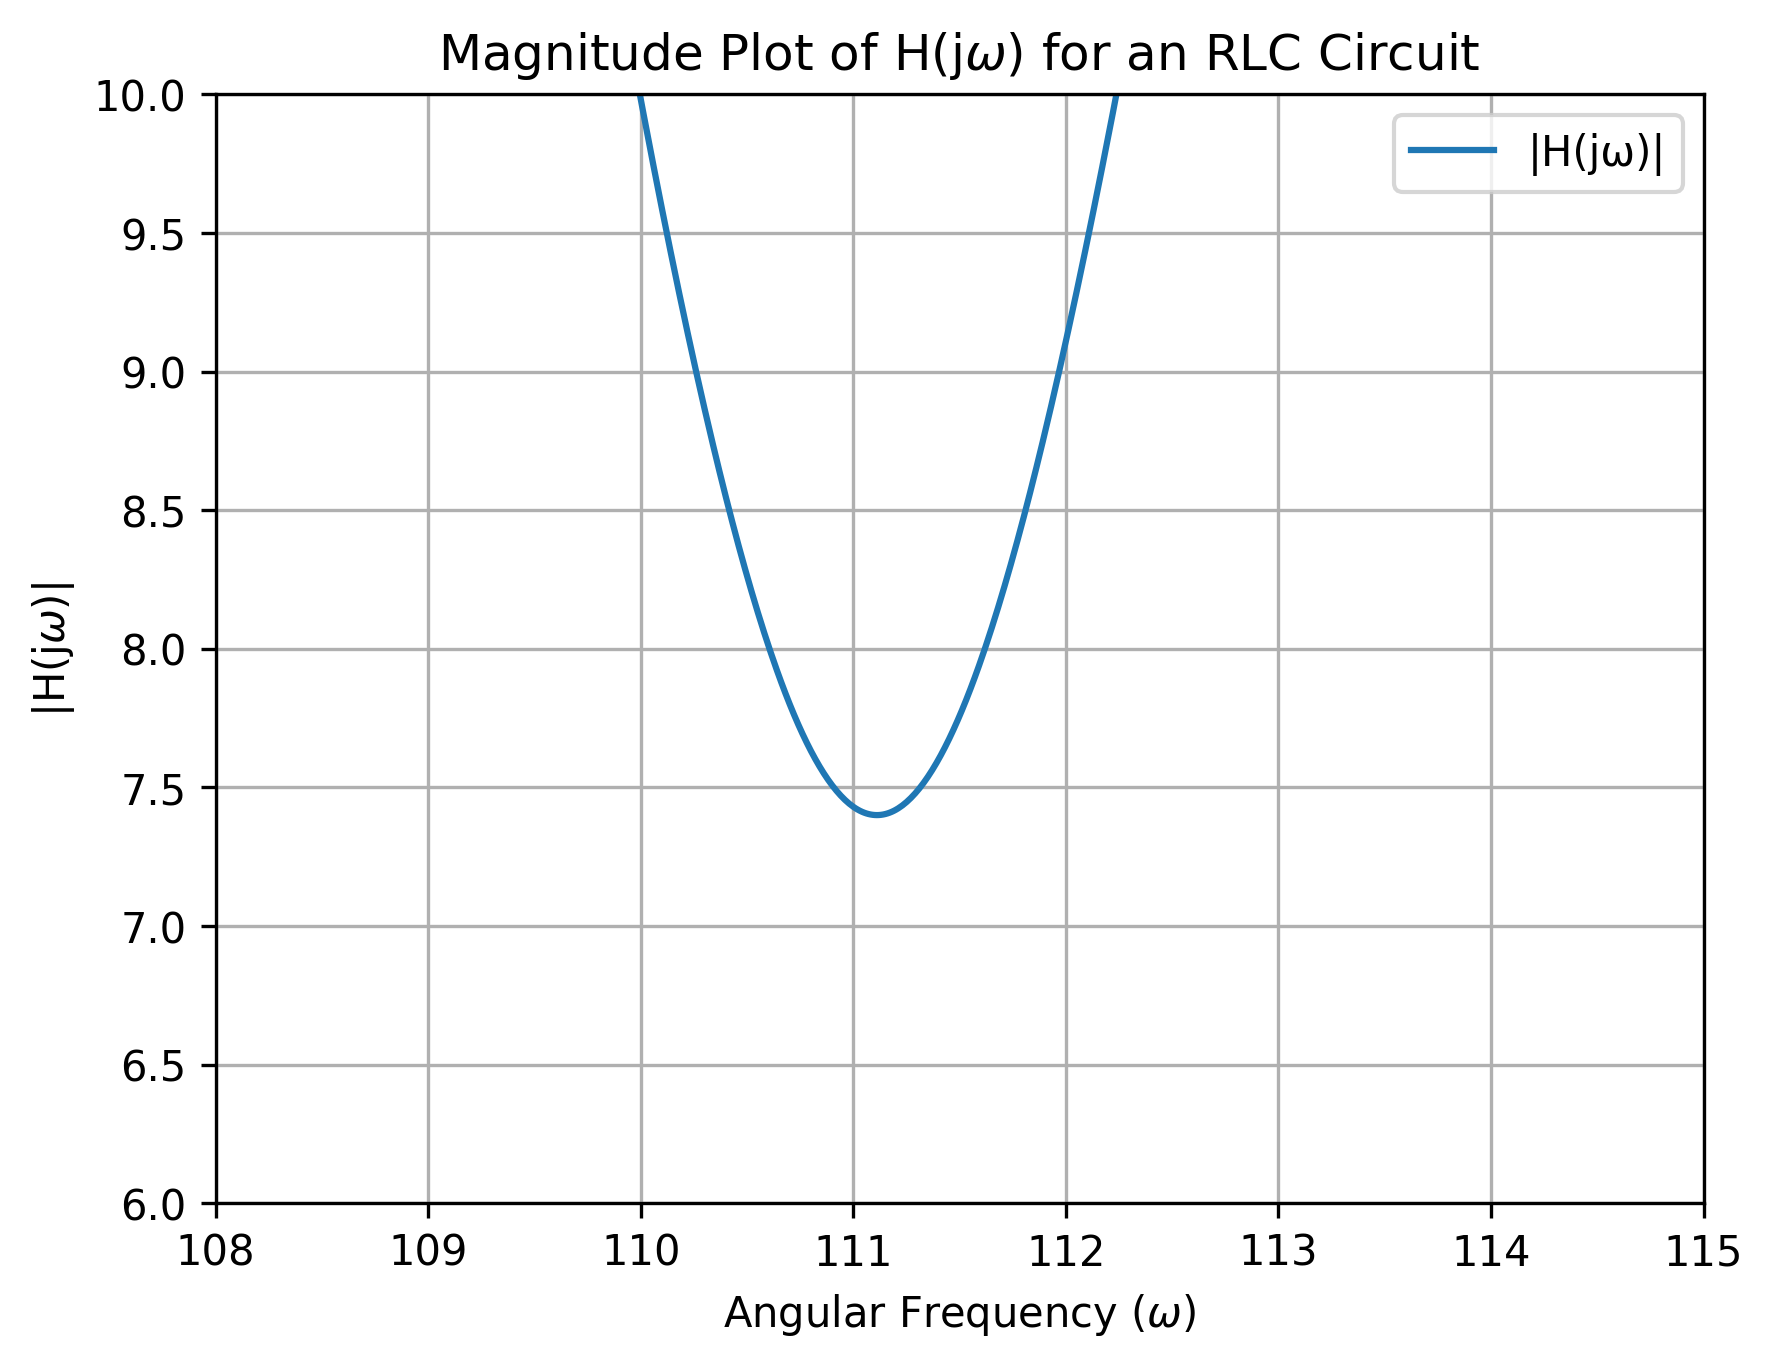 Magnitude Plot of H(jω) for an RLC Circuit
|H(jω)|
10.0
9.5
9.0
8.5
8.0
7.5
7.0
6.5
6.0
|H(jω)|
108 109 110 111 112 113 114 115
Angular Frequency (ω)